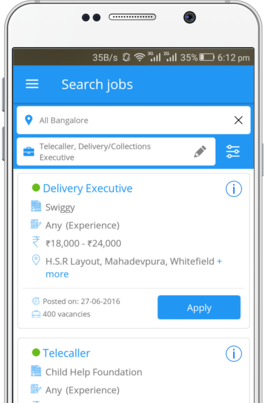 35B/s 3G 3G 35% 6:12 pm
Search jobs
All Bangalore
Telecaller, Delivery/Collections
Executive
Delivery Executive
Swiggy
Any (Experience)
₹18,000 - ₹24,000
H.S.R Layout, Mahadevpura, Whitefield +
more
Posted on: 27-06-2016
400 vacancies
Apply
Telecaller
Child Help Foundation
Any (Experience)